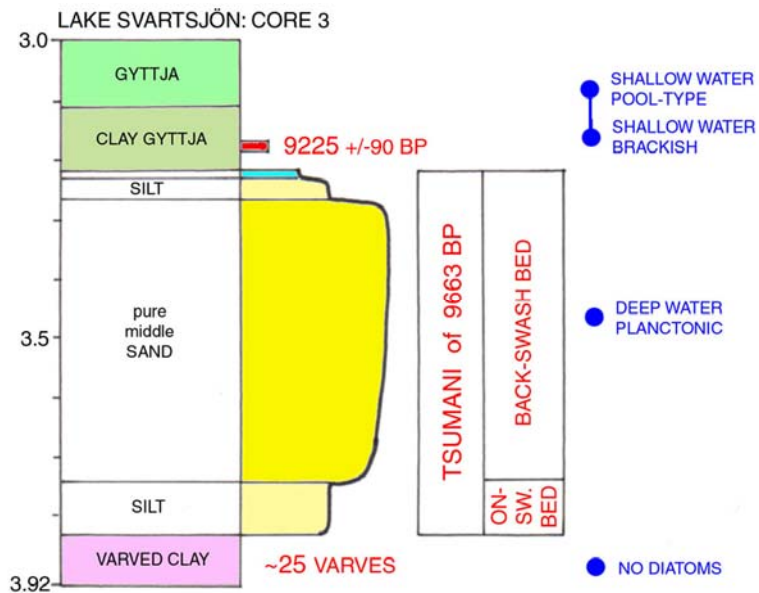 LAKE SVARTSJÖN: CORE 3
3.0
GYTTJA
SHALLOW WATER
POOL-TYPE
CLAY GYTTJA
9225 +/-90 BP
SHALLOW WATER
BRACKISH
SILT
pure
middle
SAND
3.5
TSUMANI of 9663 BP
BACK-SWASH BED
DEEP WATER
PLANCTONIC
SILT
ON-
SW.
BED
VARVED CLAY
~25 VARVES
NO DIATOMS
3.92